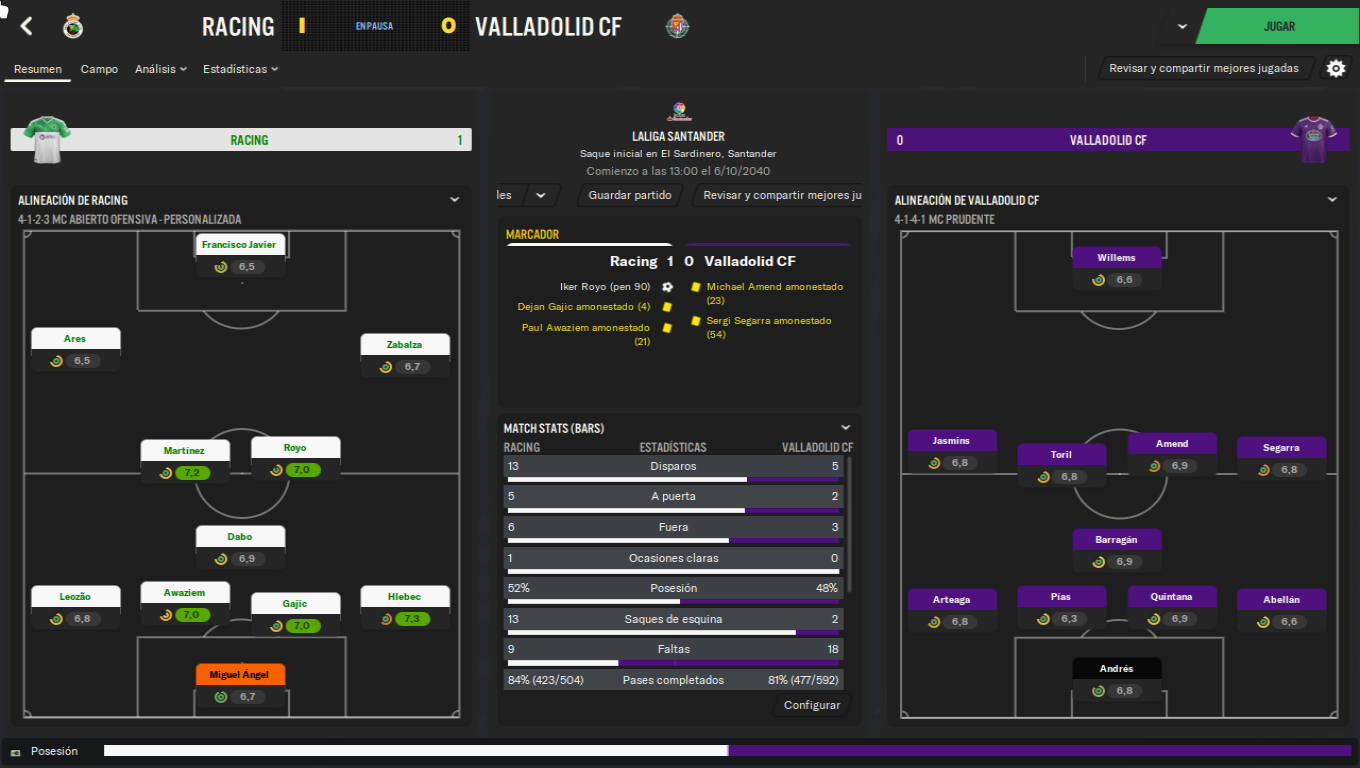 RACING
1
EN PAUSA
0
VALLADOLID CF
JUGAR
Resumen
Campo
Análisis
Estadísticas
Revisar y compartir mejores jugadas
RACING
1
ALINEACIÓN DE RACING
4-1-2-3 MC ABIERTO OFENSIVA - PERSONALIZADA
Francisco Javier
6,5
Ares
6,5
Zabalza
6,7
Martínez
7,2
Royo
7,0
Dabo
6,9
Leozão
6,8
Awaziem
7,0
Gajic
7,0
Hlebec
7,3
Miguel Ángel
6,7
LALIGA SANTANDER
Saque inicial en El Sardinero, Santander
Comienzo a las 13:00 el 6/10/2040
les
Guardar partido
Revisar y compartir mejores ju
MARCADOR
Racing 1 0 Valladolid CF
Iker Royo (pen 90)
Dejan Gajic amonestado (4)
Paul Awaziem amonestado
(21)
Michael Amend amonestado
(23)
Sergi Segarra amonestado
(54)
MATCH STATS (BARS)
RACING ESTADÍSTICAS VALLADOLID CF
13 Disparos 5
5 A puerta 2
6 Fuera 3
1 Ocasiones claras 0
52% Posesión 48%
13 Saques de esquina 2
9 Faltas 18
84% (423/504) Pases completados 81% (477/592)
Configurar
0
VALLADOLID CF
ALINEACIÓN DE VALLADOLID CF
4-1-4-1 MC PRUDENTE
Willems
6,6
Jasmins
6,8
Toril
6,8
Amend
6,9
Segarra
6,8
Barragán
6,9
Arteaga
6,8
Pías
6,3
Quintana
6,9
Abellán
6,6
Andrés
6,8
Posesión